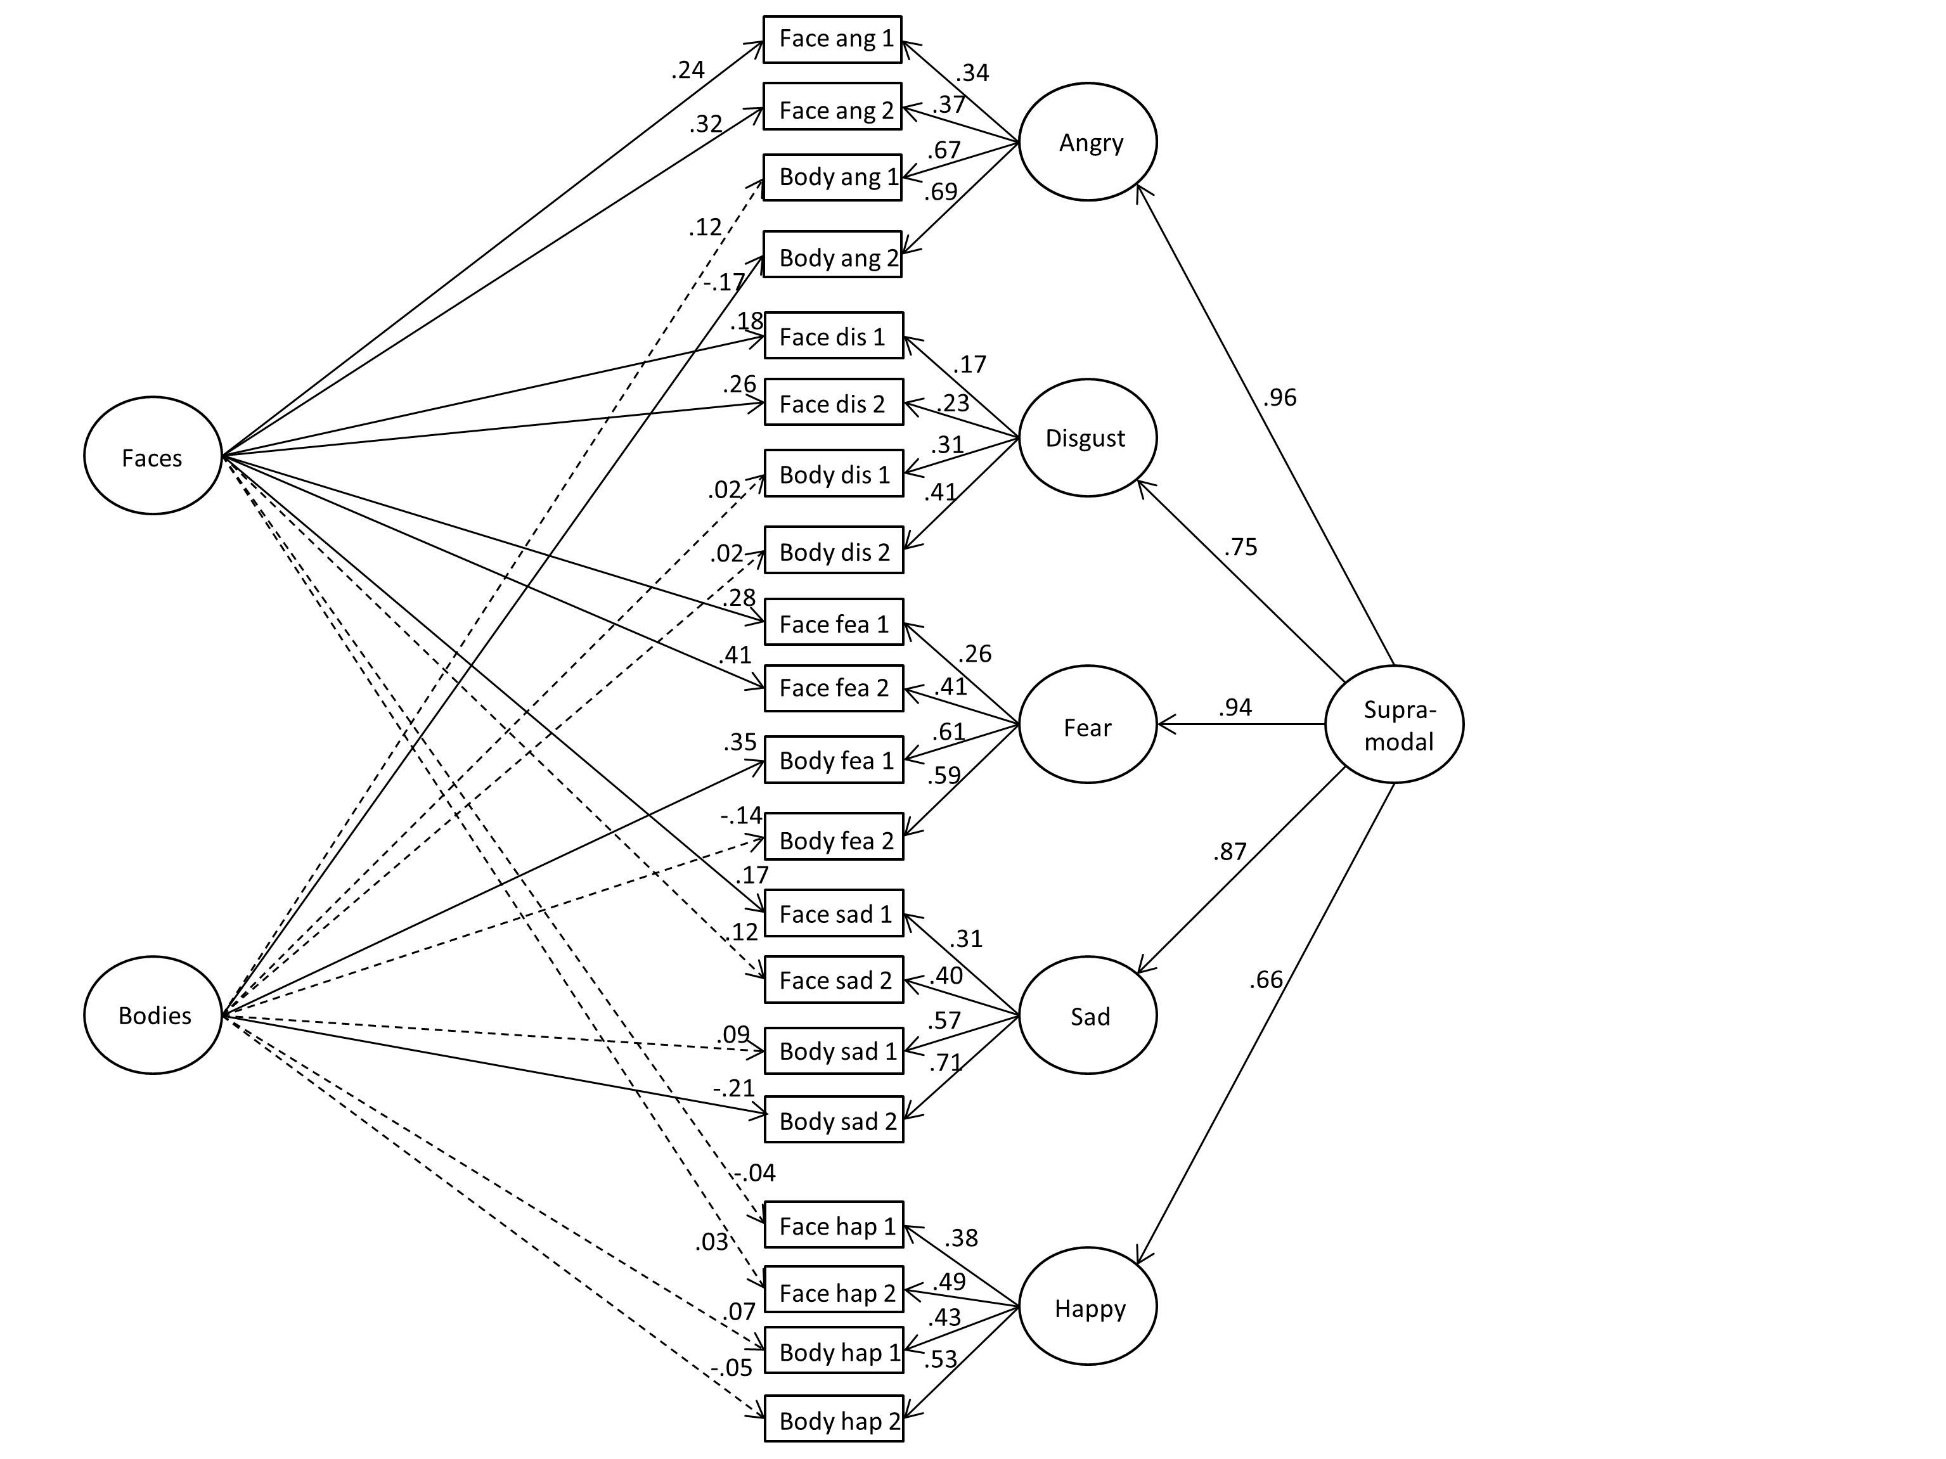 Face ang 1
.24
.34
Face ang 2
.32
.37
Body ang 1
.67
.12
.69
Angry
Body ang 2
-.17
.18
Face dis 1
.17
.26
Face dis 2
.23
.96
Body dis 1
.31
.02
.41
Disgust
Faces
Body dis 2
.02
.75
.28
Face fea 1
.26
.41
Face fea 2
.41
.35
Body fea 1
.61
Fear
.94
Supra-
modal
.59
-.14
Body fea 2
.87
.17
Face sad 1
.31
.12
Face sad 2
.40
.66
Bodies
.09
Body sad 1
.57
Sad
.71
-.21
Body sad 2
-.04
Face hap 1
.38
.03
Face hap 2
.49
.07
Body hap 1
.43
Happy
.53
-.05
Body hap 2